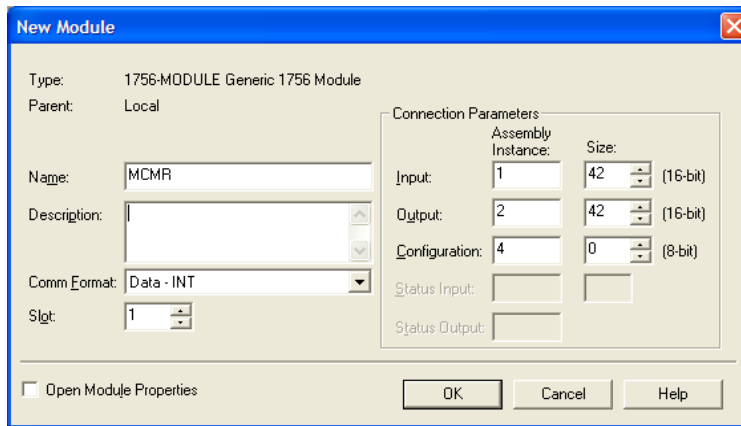 New Module
Type: 1756-MODULE Generic 1756 Module
Parent: Local
Connection Parameters
Assembly Instance: Size:
Name: MCMR
Input: 1 42 (16-bit)
Description:
Output: 2 42 (16-bit)
Configuration: 4 0 (8-bit)
Comm Format: Data - INT
Status Input:
Slot: 1
Status Output:
Open Module Properties
OK Cancel Help